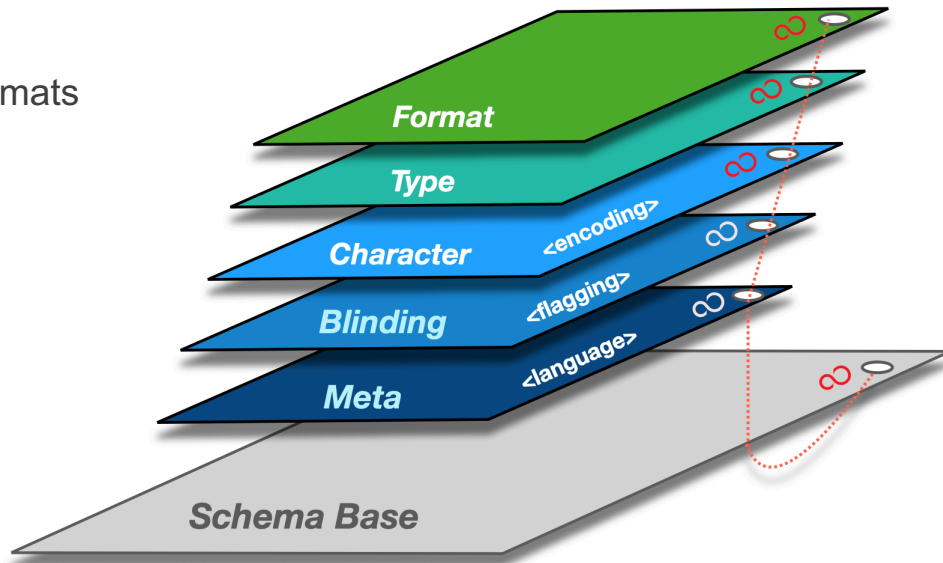 mats
Format
Type
Character
<encoding>
Blinding
<flagging>
Meta
<language>
Schema Base